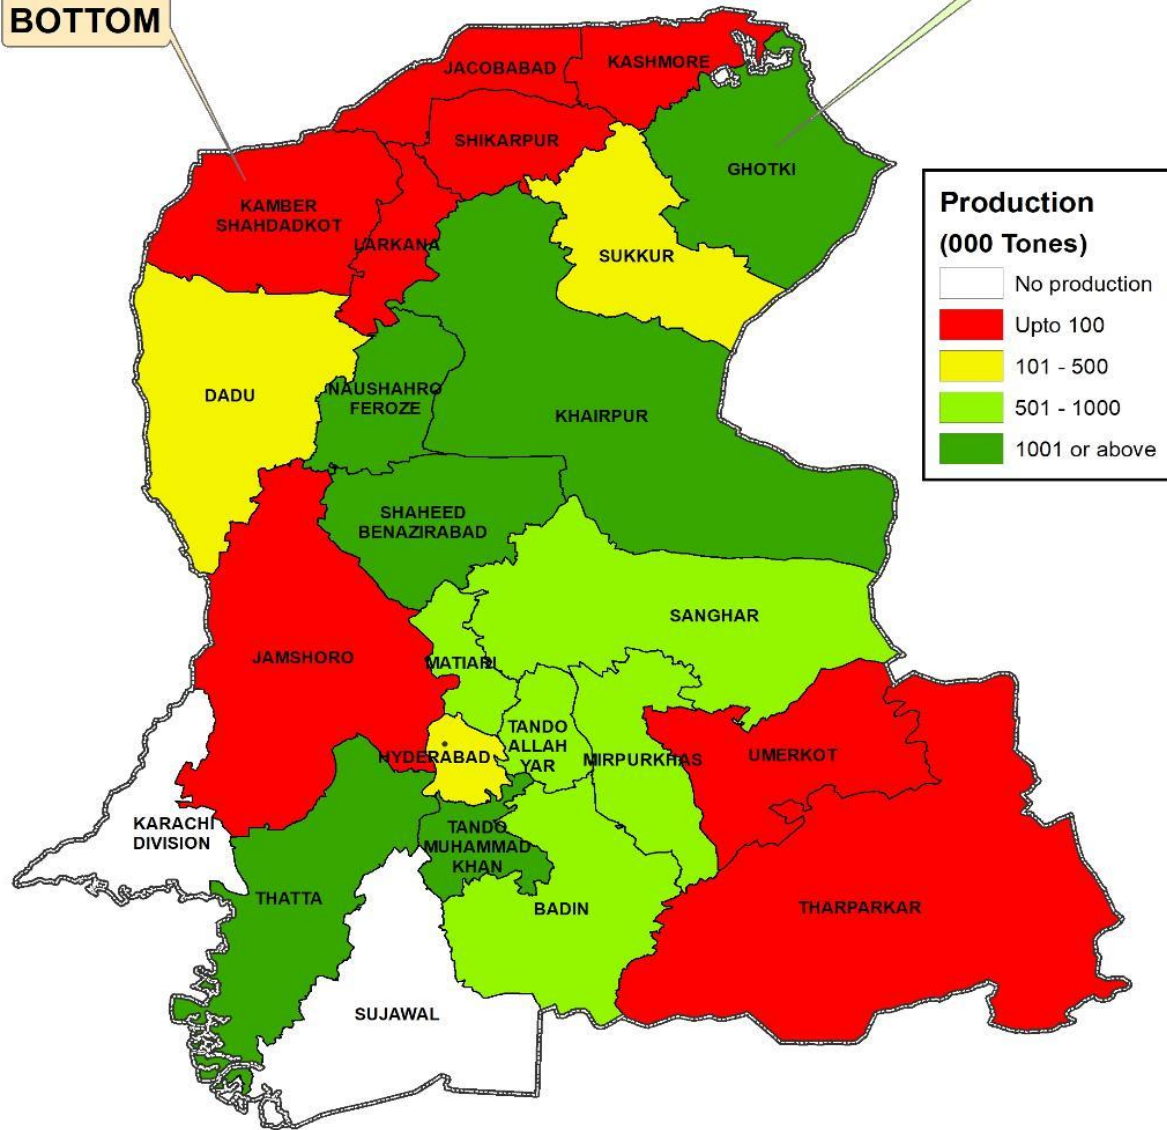 BOTTOM
JACOBABAD
KASHMORE
SHIKARPUR
GHOTKI
KAMBER
SHAHDADKOT
LARKANA
SUKKUR
Production
(000 Tones)
No production
Upto 100
101 - 500
501 - 1000
1001 or above
DADU
NAUSHAHRO
FEROZE
KHAIRPUR
SHAHEED
BENAZIRABAD
SANGHAR
JAMSHORO
MATIARI
TANDO
ALLAH
YAR
HYDERABAD
MIRPURKHAS
UMERKOT
KARACHI
DIVISION
TANDO
MUHAMMAD
KHAN
THATTA
BADIN
THARPARKAR
SUJAWAL